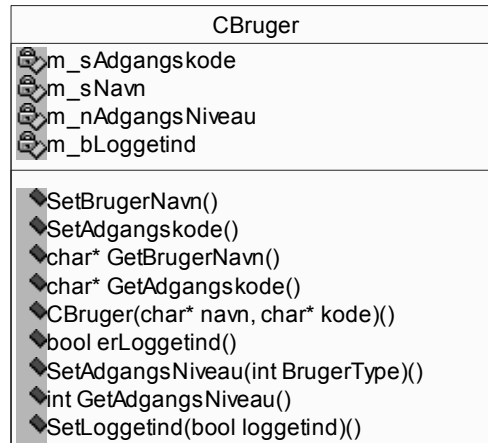 CBruger
m_sAdgangskode
m_sNavn
m_nAdgangsNiveau
m_bLoggetind
SetBrugerNavn()
SetAdgangskode()
char* GetBrugerNavn()
char* GetAdgangskode()
CBruger(char* navn, char* kode)()
bool erLoggetind()
SetAdgangsNiveau(int BrugerType)()
int GetAdgangsNiveau()
SetLoggetind(bool loggetind)()